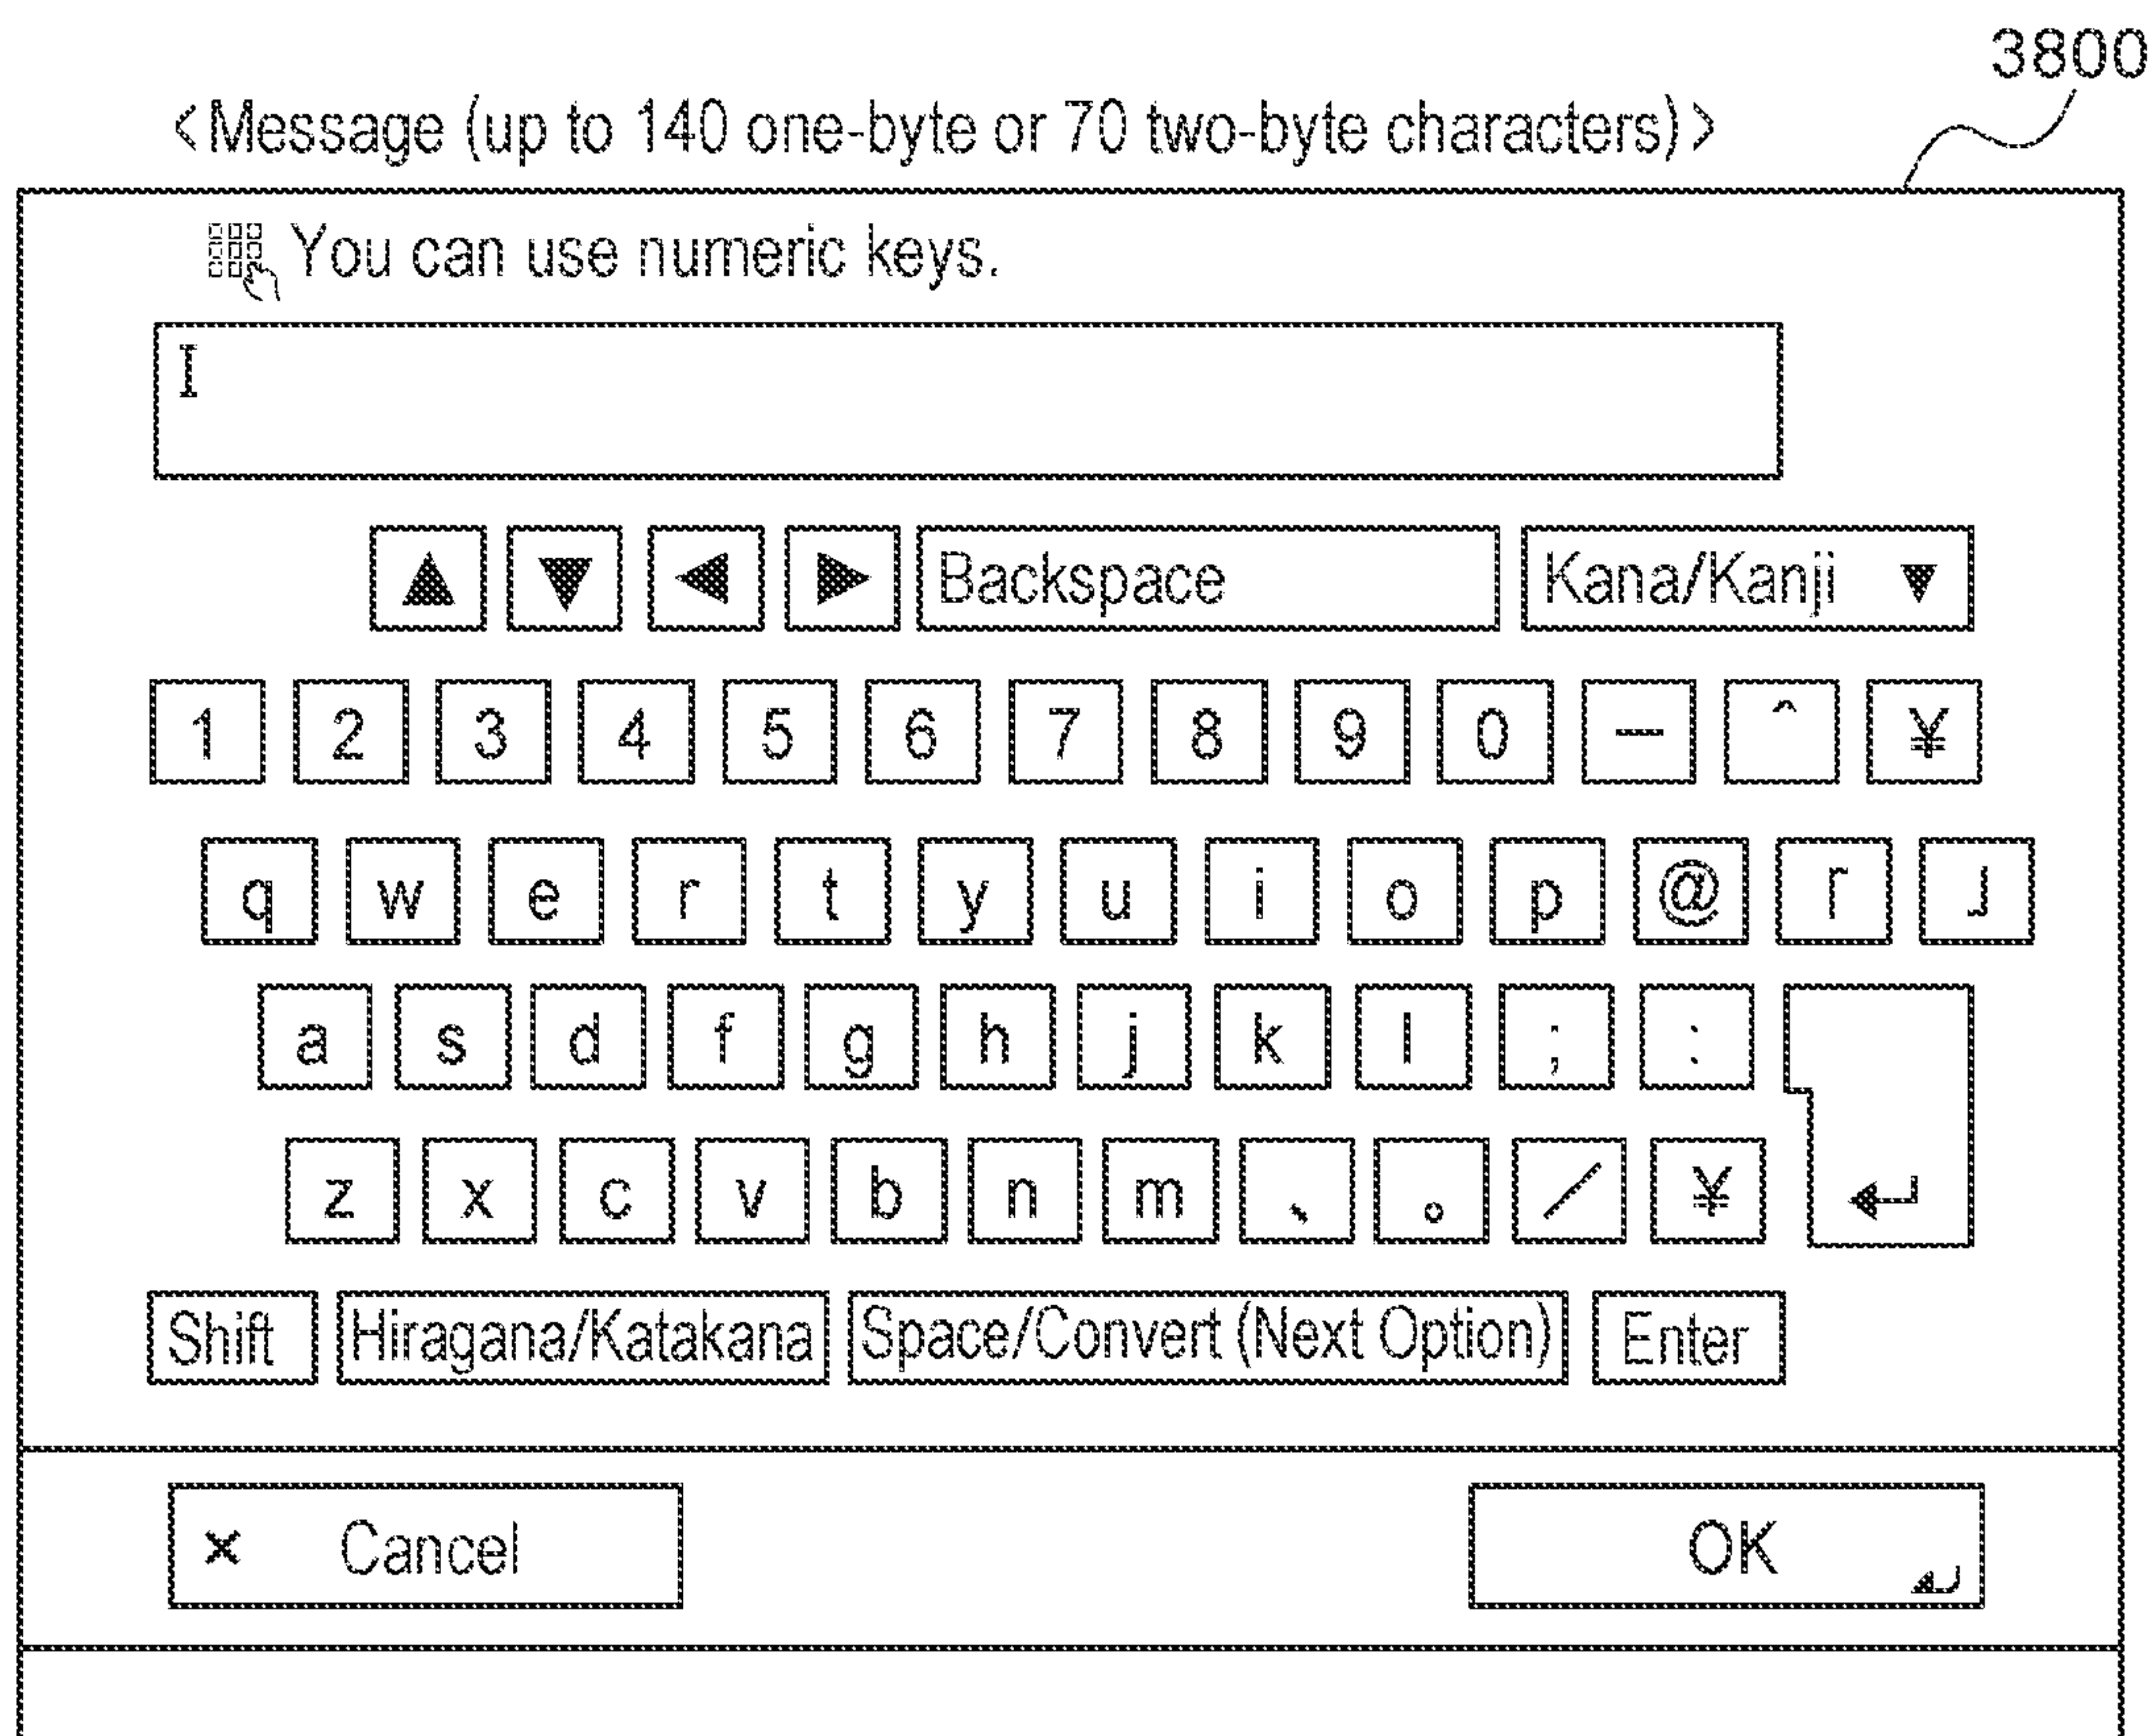 3800
<Message (up to 140 one-byte or 70 two-byte characters)>
You can use numeric keys.
▲ ▼ ◀ ▶ Backspace Kana/Kanji ▼
1 2 3 4 5 6 7 8 9 0 — ^ ¥
q w e r t y u i o p @ 「 」
a s d f g h j k l ; :
z x c v b n m 、 。 / ¥ ↵
Shift Hiragana/Katakana Space/Convert (Next Option) Enter
× Cancel OK ↵